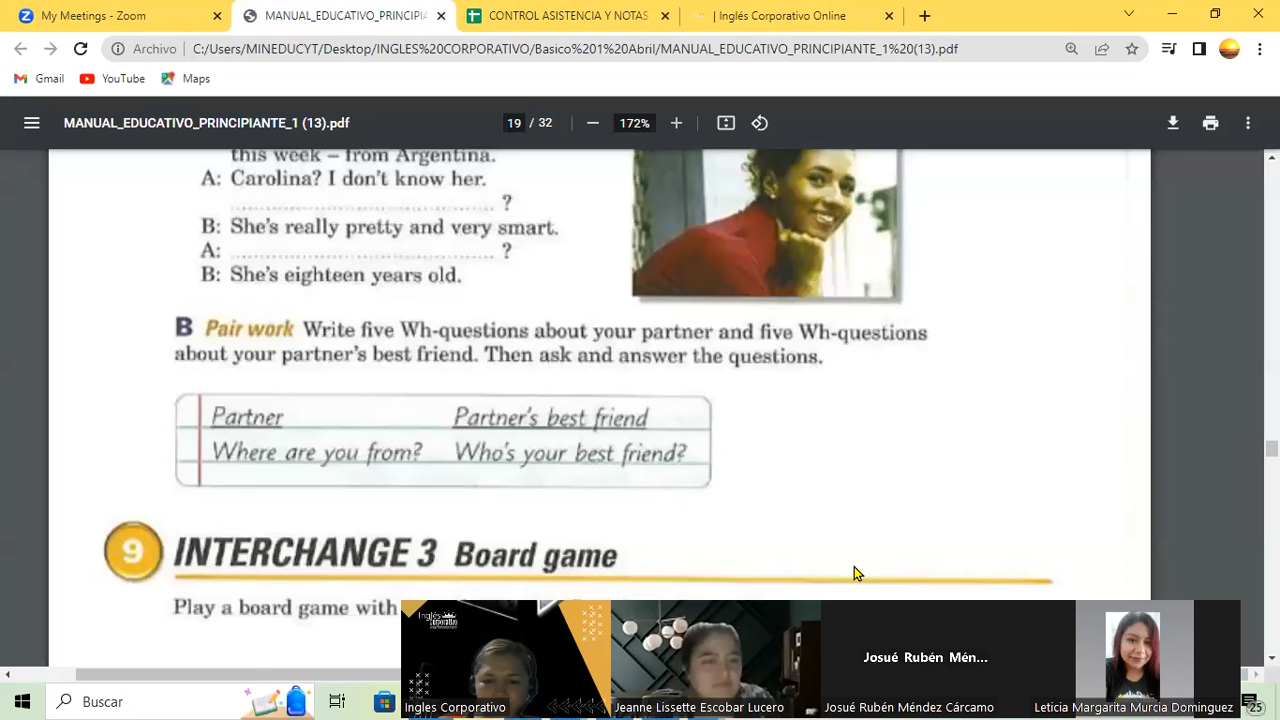 My Meetings - Zoom
MANUAL_EDUCATIVO_PRINCIPIA
CONTROL ASISTENCIA Y NOTAS
| Inglés Corporativo Online
Archivo
C:/Users/MINEDUCYT/Desktop/INGLES%20CORPORATIVO/Basico%201%20Abril/MANUAL_EDUCATIVO_PRINCIPIANTE_1%20(13).pdf
Gmail
YouTube
Maps
MANUAL_EDUCATIVO_PRINCIPIANTE_1 (13).pdf
19 / 32
172%
this week – from Argentina.
A: Carolina? I don't know her.
........................................ ?
B: She's really pretty and very smart.
A: ........................................ ?
B: She's eighteen years old.
B Pair work Write five Wh-questions about your partner and five Wh-questions
about your partner's best friend. Then ask and answer the questions.
Partner Partner's best friend
Where are you from? Who's your best friend?
9 INTERCHANGE 3 Board game
Play a board game with
Inglés
Corporativo
Josué Rubén Mén...
Ingles Corporativo
Jeanne Lissette Escobar Lucero
Josué Rubén Méndez Cárcamo
Leticia Margarita Murcia Dominguez
Buscar
25